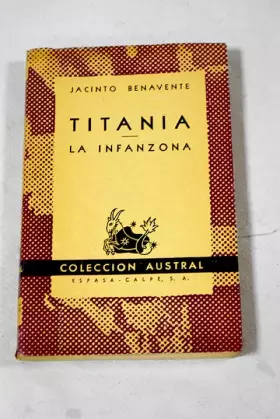 JACINTO BENAVENTE
TITANIA
LA INFANZONA
COLECCION AUSTRAL
ESPASA-CALPE, S. A.